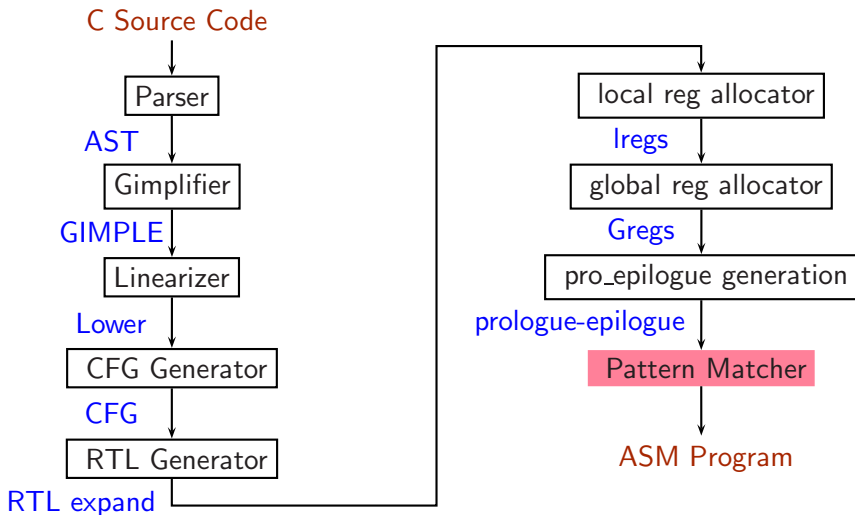 C Source Code
Parser
AST
Gimplifier
GIMPLE
Linearizer
Lower
CFG Generator
CFG
RTL Generator
RTL expand
local reg allocator
lregs
global reg allocator
Gregs
pro_epilogue generation
prologue-epilogue
Pattern Matcher
ASM Program